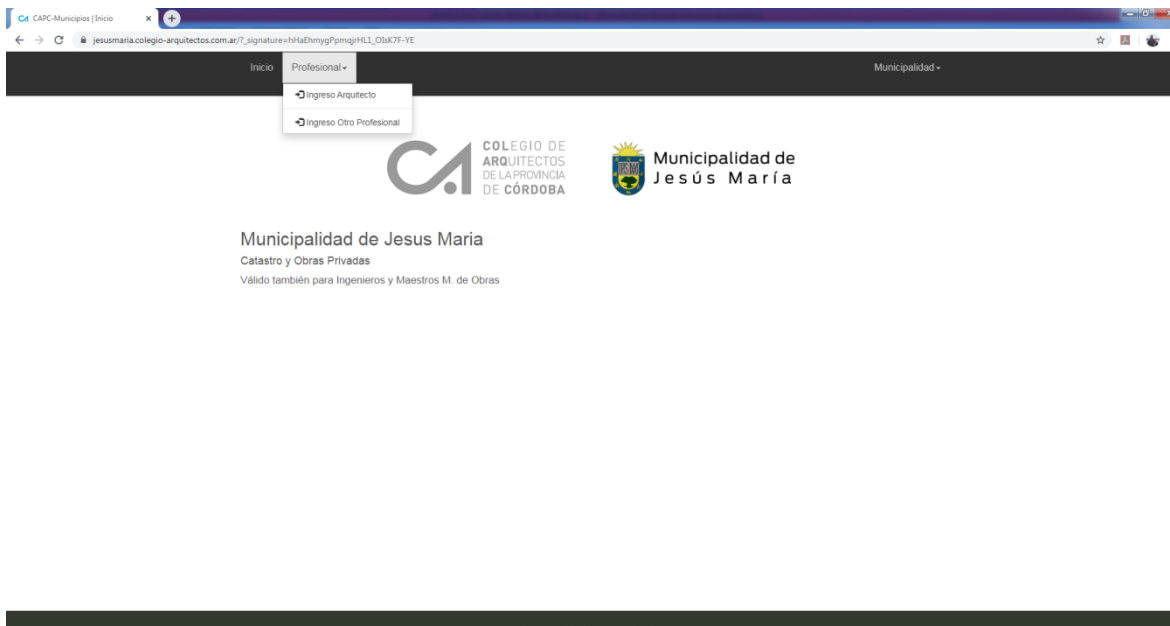 CAPC-Municipios | Inicio
jesusmaria.colegio-arquitectos.com.ar/?_signature=hHaEhmygPpmqjrHL1_OIsK7F-YE
Inicio Profesional Municipalidad
Ingreso Arquitecto
Ingreso Otro Profesional
CA
COLEGIO DE
ARQUITECTOS
DE LA PROVINCIA
DE CÓRDOBA
Municipalidad de
Jesús María
Municipalidad de Jesus Maria
Catastro y Obras Privadas
Válido también para Ingenieros y Maestros M. de Obras